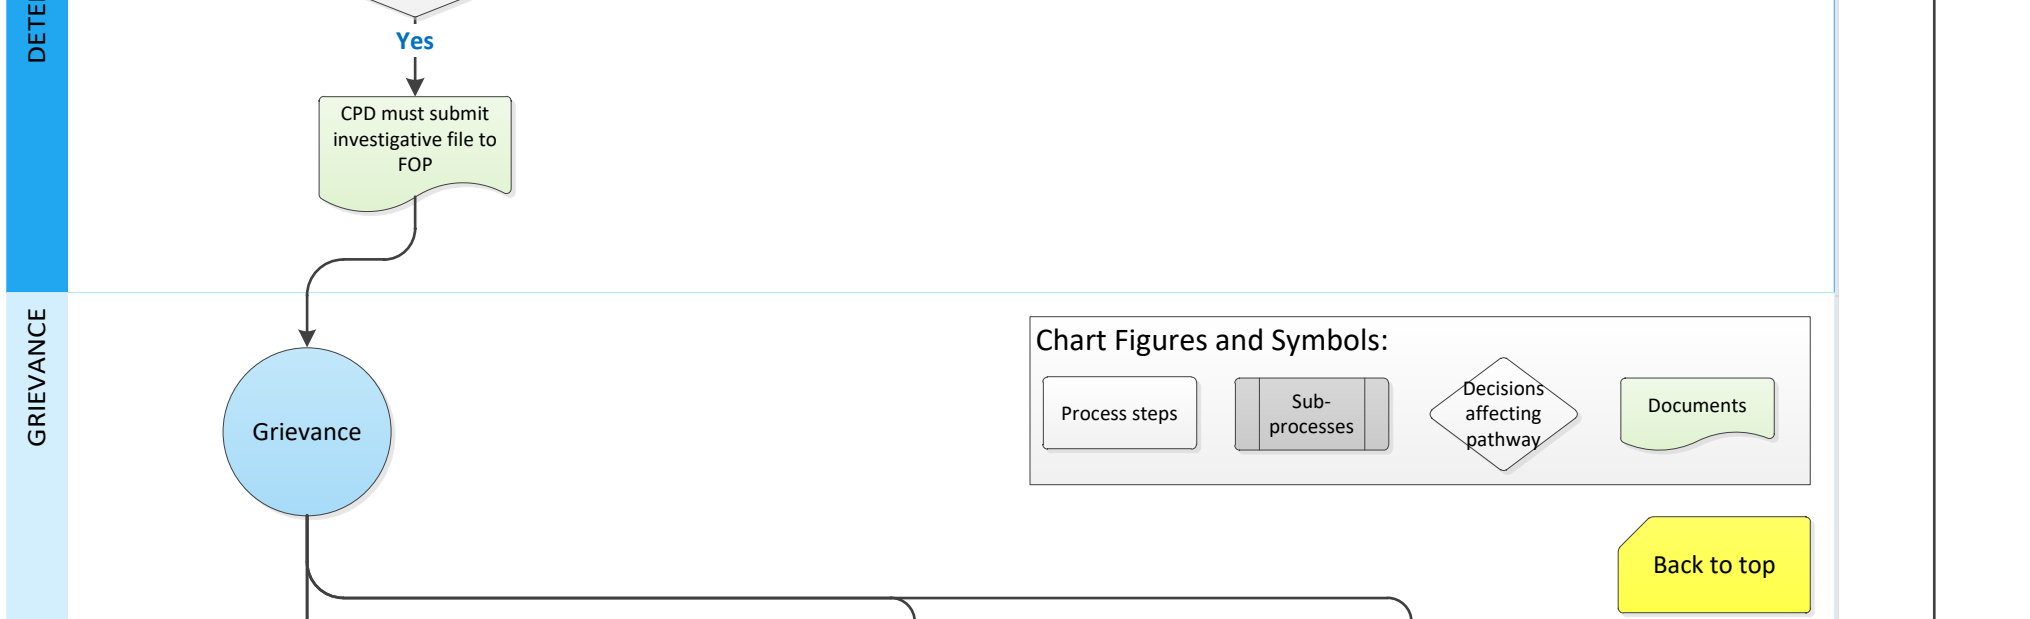 DETER
Yes
CPD must submit
investigative file to
FOP
GRIEVANCE
Grievance
Chart Figures and Symbols:
Process steps
Sub-
processes
Decisions
affecting
pathway
Documents
Back to top